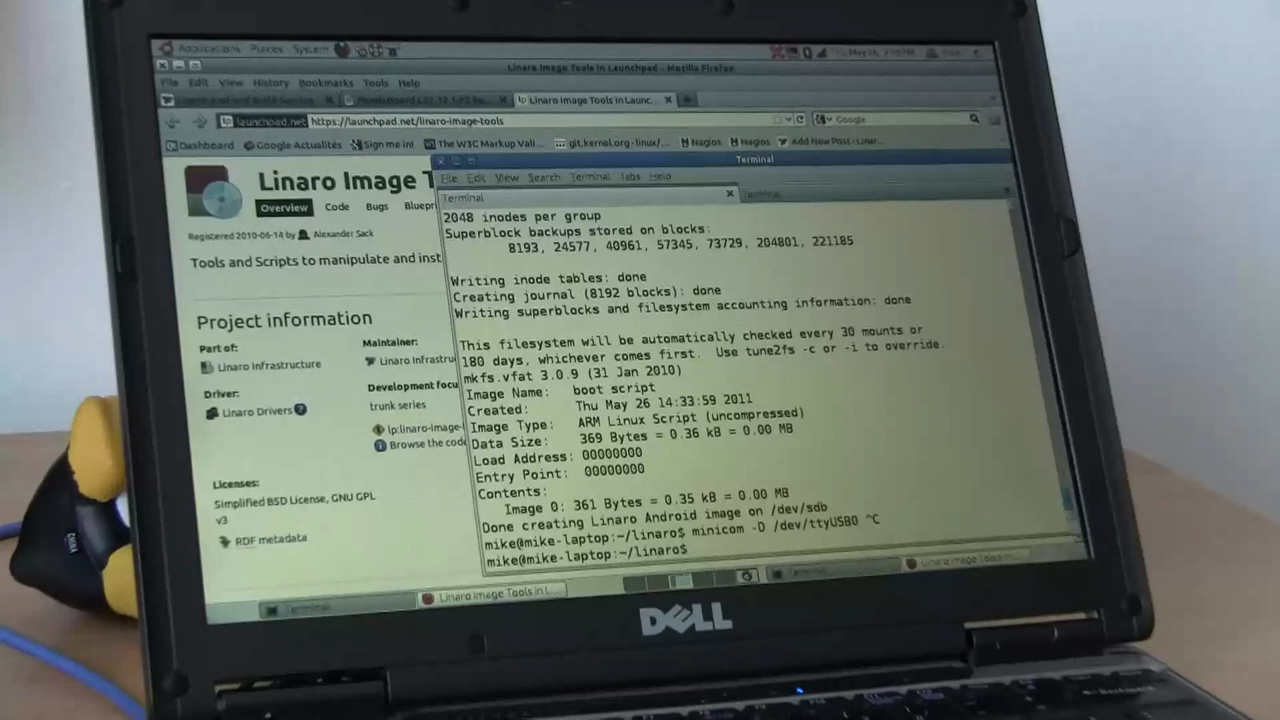 Applications Places System
Linaro Image Tools in Launchpad - Mozilla Firefox
File Edit View History Bookmarks Tools Help
Linaro Image Tools in Launc...
launchpad.net https://launchpad.net/linaro-image-tools
Google
Dashboard Google Actualités Sign me in! The W3C Markup Vali... git.kernel.org - linux/... Nagios Nagios Add New Post ‹ Linar...
Linaro Image T
Overview Code Bugs Bluepri
Registered 2010-06-14 by Alexander Sack
Tools and Scripts to manipulate and inst
Project information
Part of:
Linaro Infrastructure
Maintainer:
Linaro Infrastru
Driver:
Linaro Drivers
Development focu
trunk series
lp:linaro-image-
Browse the code
Licenses:
Simplified BSD License, GNU GPL
v3
RDF metadata
Terminal
File Edit View Search Terminal Tabs Help
Terminal Terminal
2048 inodes per group
Superblock backups stored on blocks:
8193, 24577, 40961, 57345, 73729, 204801, 221185
Writing inode tables: done
Creating journal (8192 blocks): done
Writing superblocks and filesystem accounting information: done
This filesystem will be automatically checked every 30 mounts or
180 days, whichever comes first. Use tune2fs -c or -i to override.
mkfs.vfat 3.0.9 (31 Jan 2010)
Image Name: boot script
Created: Thu May 26 14:33:59 2011
Image Type: ARM Linux Script (uncompressed)
Data Size: 369 Bytes = 0.36 kB = 0.00 MB
Load Address: 00000000
Entry Point: 00000000
Contents:
Image 0: 361 Bytes = 0.35 kB = 0.00 MB
Done creating Linaro Android image on /dev/sdb
mike@mike-laptop:~/linaro$ minicom -D /dev/ttyUSB0 ^C
mike@mike-laptop:~/linaro$
Terminal Linaro Image Tools in L... Terminal Linaro Image Tools in
DELL